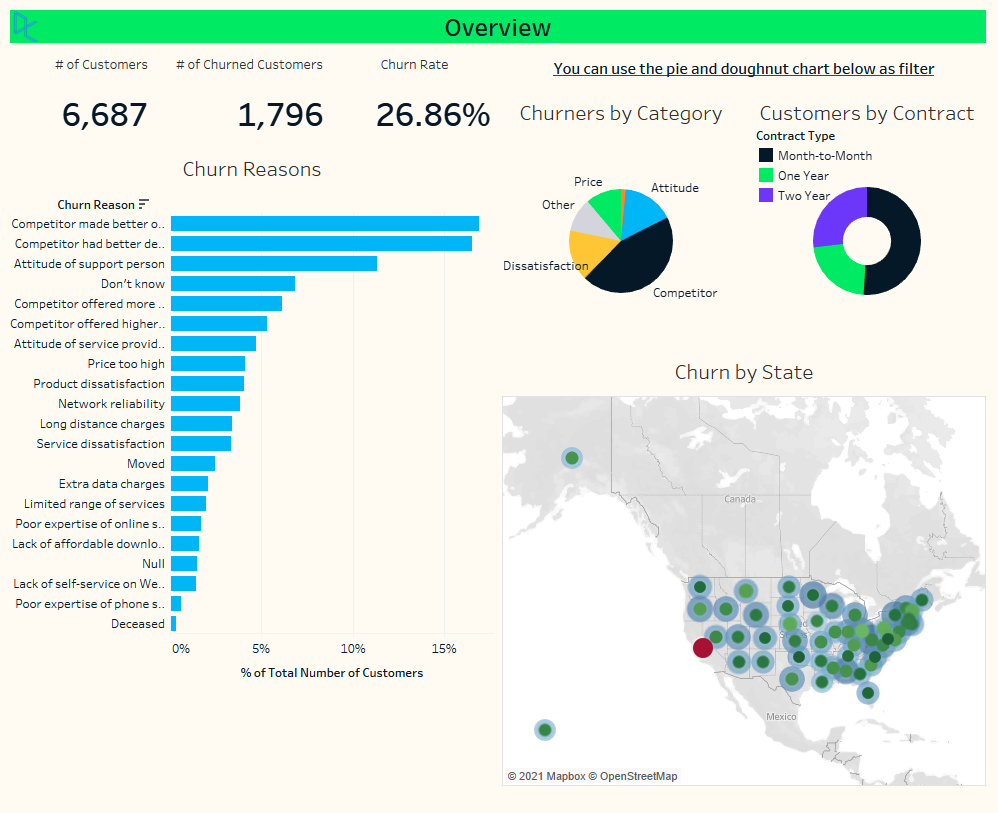 Overview
# of Customers
# of Churned Customers
Churn Rate
6,687
1,796
26.86%
You can use the pie and doughnut chart below as filter
Churn Reasons
Churn Reason
Competitor made better o..
Competitor had better de..
Attitude of support person
Don't know
Competitor offered more ..
Competitor offered higher..
Attitude of service provid..
Price too high
Product dissatisfaction
Network reliability
Long distance charges
Service dissatisfaction
Moved
Extra data charges
Limited range of services
Poor expertise of online s..
Lack of affordable downlo..
Null
Lack of self-service on We..
Poor expertise of phone s..
Deceased
0%
5%
10%
15%
% of Total Number of Customers
Churners by Category
Price
Attitude
Other
Dissatisfaction
Competitor
Customers by Contract
Contract Type
Month-to-Month
One Year
Two Year
Churn by State
Canada
Mexico
© 2021 Mapbox © OpenStreetMap